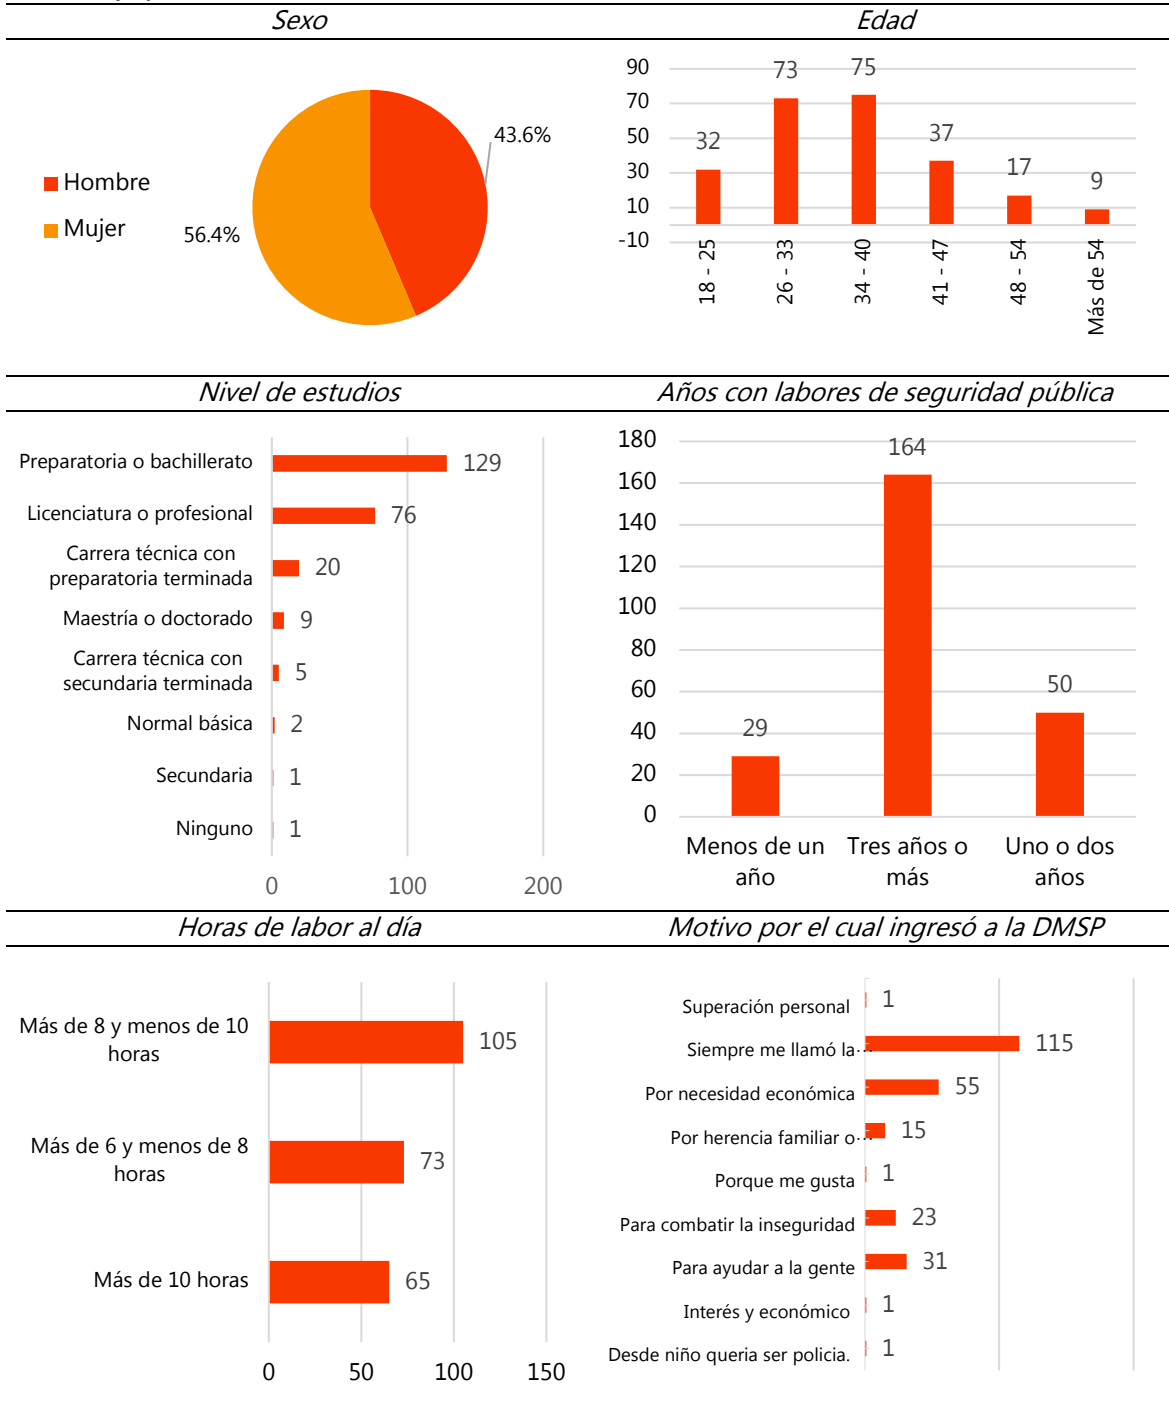 Sexo
Edad
Hombre
Mujer
43.6%
56.4%
90
70
50
30
10
-10
32
73
75
37
17
9
18 - 25
26 - 33
34 - 40
41 - 47
48 - 54
Más de 54
Nivel de estudios
Años con labores de seguridad pública
Preparatoria o bachillerato
129
Licenciatura o profesional
76
Carrera técnica con
preparatoria terminada
20
Maestría o doctorado
9
Carrera técnica con
secundaria terminada
5
Normal básica
2
Secundaria
1
Ninguno
1
0
100
200
180
160
140
120
100
80
60
40
20
0
29
164
50
Menos de un
año
Tres años o
más
Uno o dos
años
Horas de labor al día
Motivo por el cual ingresó a la DMSP
Más de 8 y menos de 10
horas
105
Más de 6 y menos de 8
horas
73
Más de 10 horas
65
0
50
100
150
Superación personal
1
Siempre me llamó la…
115
Por necesidad económica
55
Por herencia familiar o…
15
Porque me gusta
1
Para combatir la inseguridad
23
Para ayudar a la gente
31
Interés y económico
1
Desde niño queria ser policia.
1